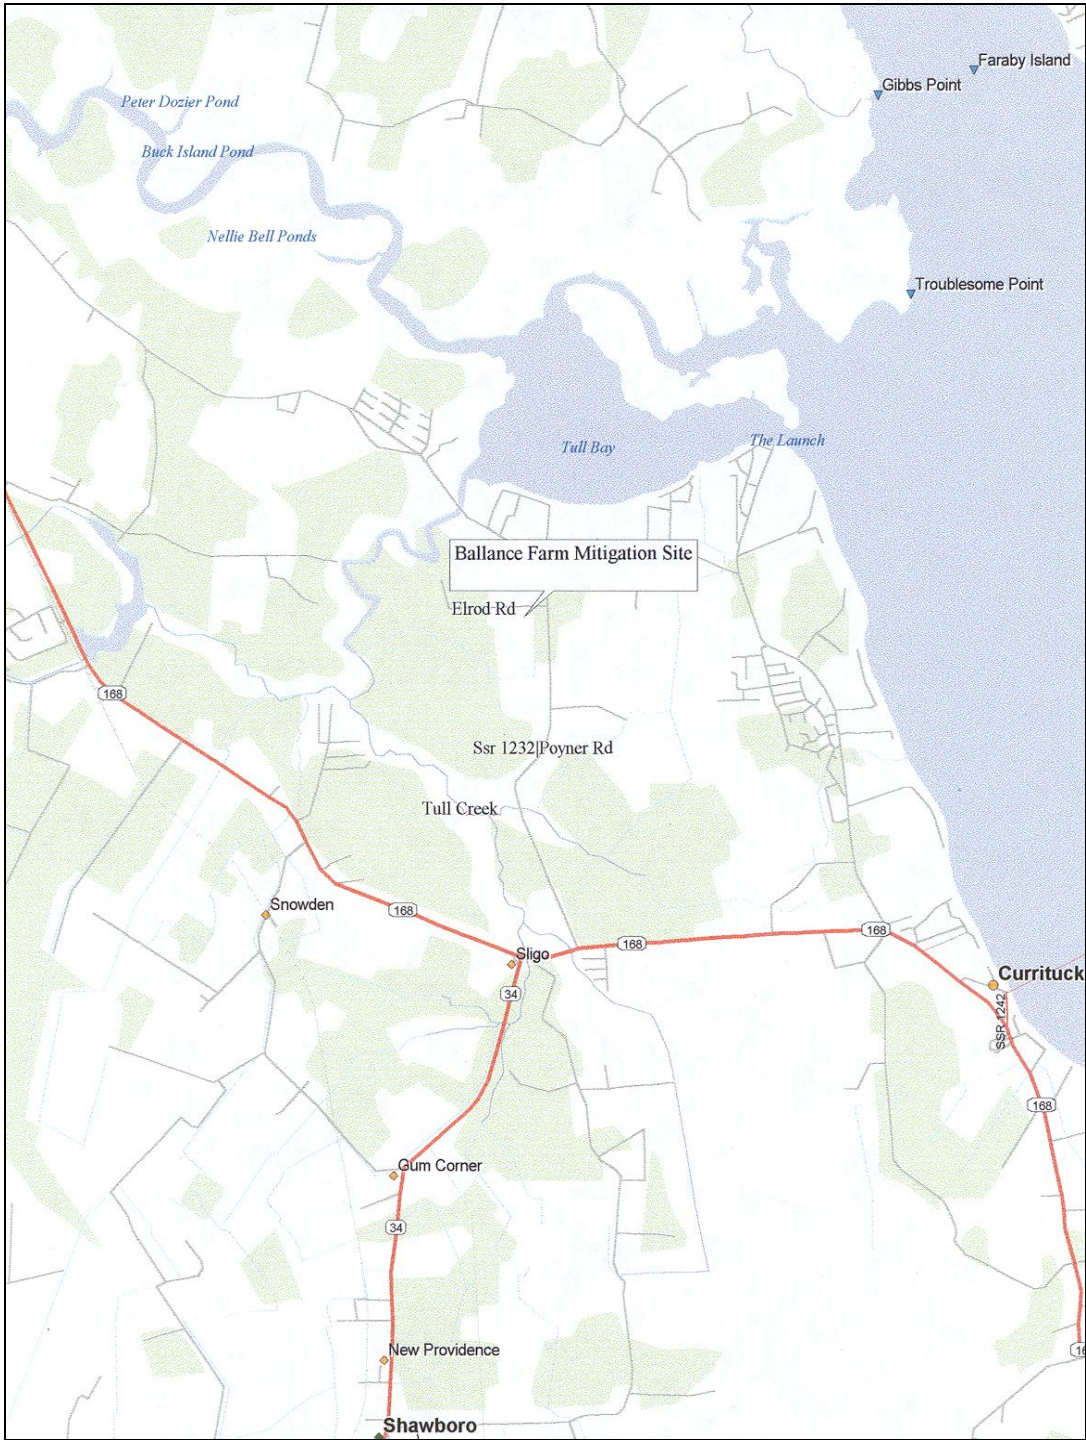 Faraby Island
Gibbs Point
Peter Dozier Pond
Buck Island Pond
Nellie Bell Ponds
Troublesome Point
Tull Bay
The Launch
Ballance Farm Mitigation Site
Elrod Rd
168
Ssr 1232|Poyner Rd
Tull Creek
Snowden
168
168
168
Sligo
Currituck
34
SSR 1242
168
Gum Corner
34
New Providence
Shawboro